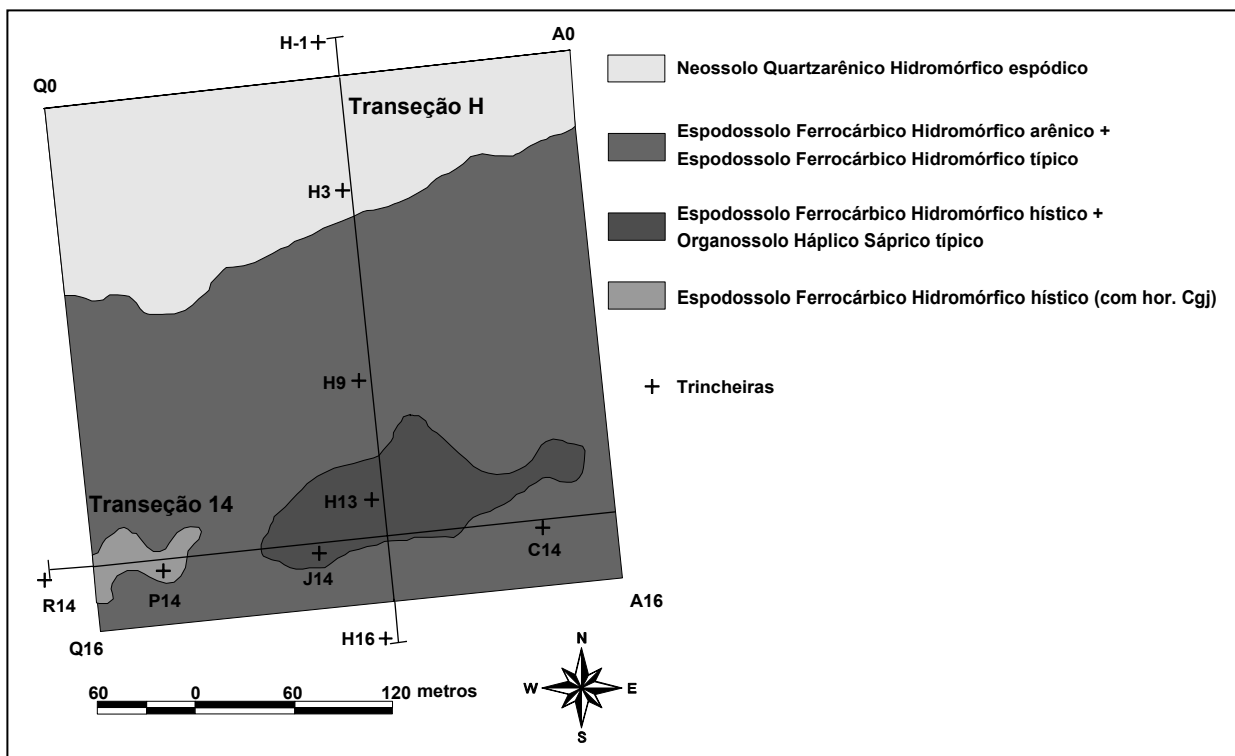 H-1
A0
Q0
Transeção H
H3
H9
H13
Transeção 14
C14
J14
P14
R14
A16
H16
Q16
Neossolo Quartzarênico Hidromórfico espódico
Espodossolo Ferrocárbico Hidromórfico arênico +
Espodossolo Ferrocárbico Hidromórfico típico
Espodossolo Ferrocárbico Hidromórfico hístico +
Organossolo Háplico Sáprico típico
Espodossolo Ferrocárbico Hidromórfico hístico (com hor. Cgj)
Trincheiras
60 0 60 120 metros
N
W E
S